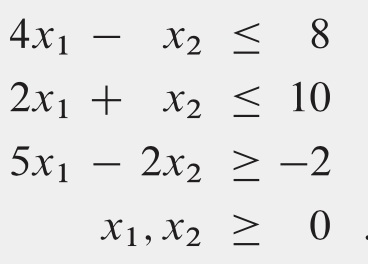 4x₁ − x₂ ≤ 8
2x₁ + x₂ ≤ 10
5x₁ − 2x₂ ≥ −2
x₁, x₂ ≥ 0 .